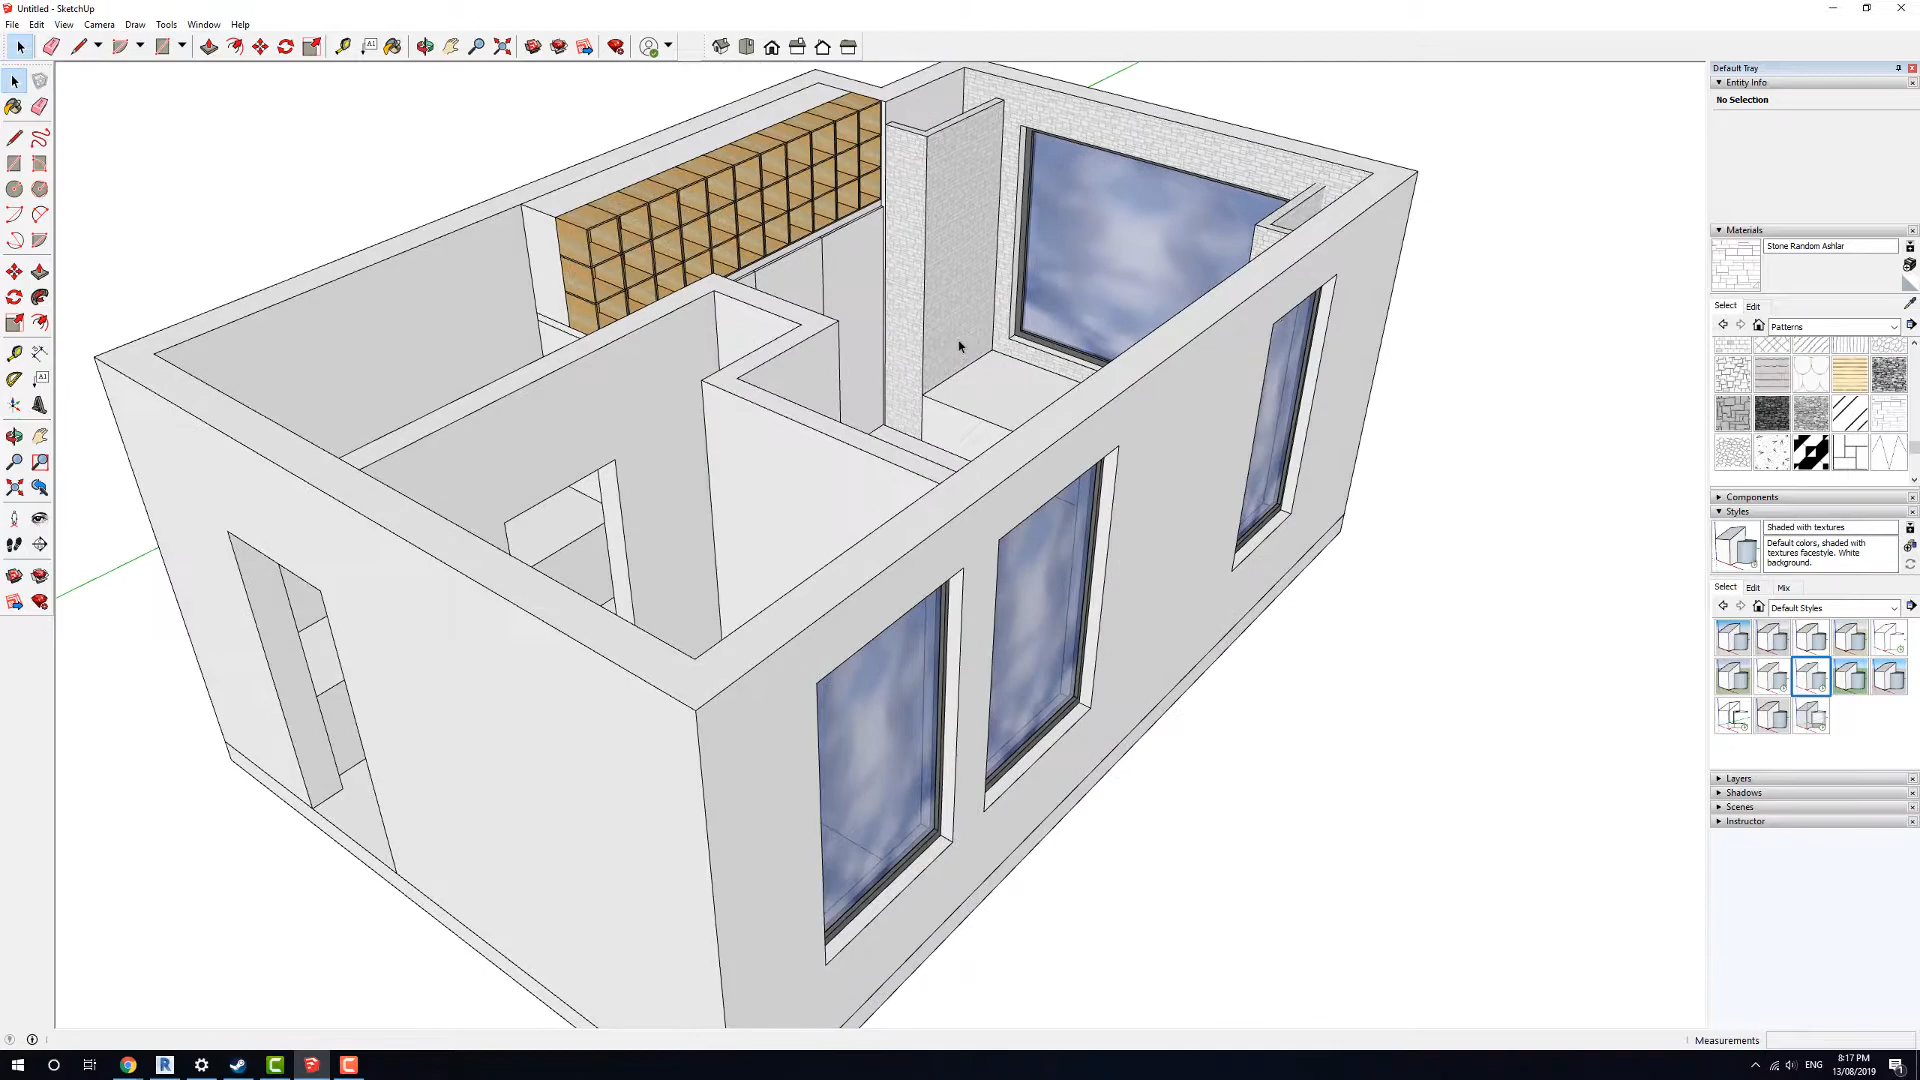 Untitled - SketchUp
File Edit View Camera Draw Tools Window Help
Default Tray
Entity Info
No Selection
Materials
Stone Random Ashlar
Select Edit
Patterns
Components
Styles
Shaded with textures
Default colors, shaded with
textures facestyle. White
background.
Select Edit Mix
Default Styles
Layers
Shadows
Scenes
Instructor
Measurements
ENG
8:17 PM
13/08/2019